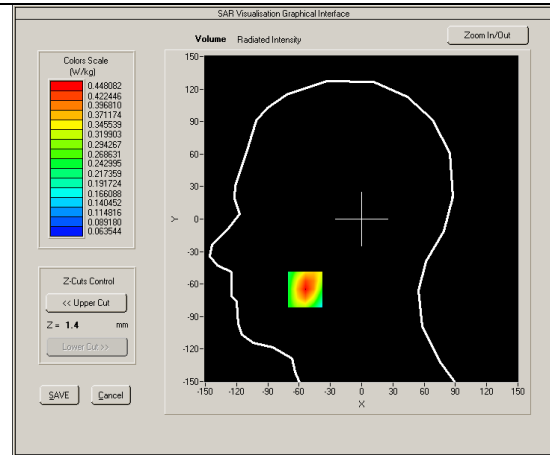 SAR Visualisation Graphical Interface
Volume Radiated Intensity
Zoom In/Out
Colors Scale
(W/kg)
0.448082
0.422446
0.396810
0.371174
0.345539
0.319903
0.294267
0.268631
0.242995
0.217359
0.191724
0.166088
0.140452
0.114816
0.089180
0.063544
Z-Cuts Control
<< Upper Cut
Z = 1.4 mm
Lower Cut >>
SAVE Cancel
150
120
90
60
30
0
-30
-60
-90
-120
-150
Y
-150 -120 -90 -60 -30 0 30 60 90 120 150
X